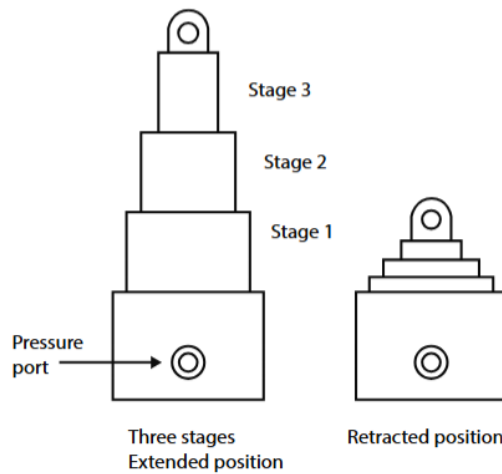 Stage 3
Stage 2
Stage 1
Pressure
port
Three stages
Extended position
Retracted position